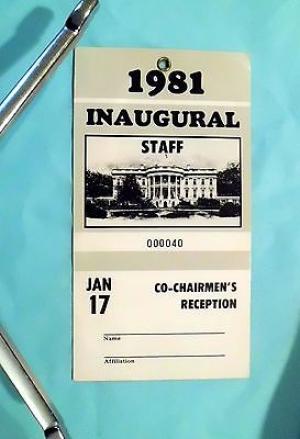 1981
INAUGURAL
STAFF
000040
JAN
17
CO-CHAIRMEN'S
RECEPTION
Name
Affiliation